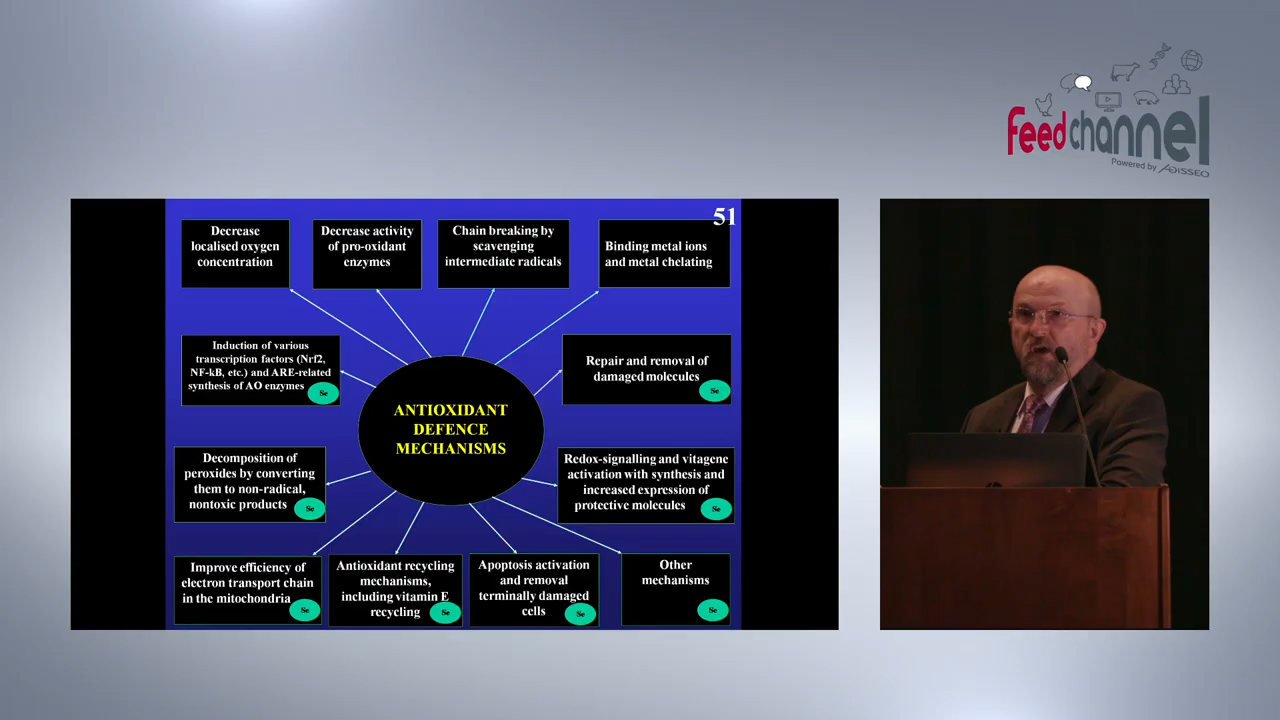 feedchannel
Powered by ADISSEO
51
Decrease
localised oxygen
concentration
Decrease activity
of pro-oxidant
enzymes
Chain breaking by
scavenging
intermediate radicals
Binding metal ions
and metal chelating
Induction of various
transcription factors (Nrf2,
NF-kB, etc.) and ARE-related
synthesis of AO enzymes
Se
Repair and removal of
damaged molecules
Se
ANTIOXIDANT
DEFENCE
MECHANISMS
Decomposition of
peroxides by converting
them to non-radical,
nontoxic products
Se
Redox-signalling and vitagene
activation with synthesis and
increased expression of
protective molecules
Se
Improve efficiency of
electron transport chain
in the mitochondria
Se
Antioxidant recycling
mechanisms,
including vitamin E
recycling
Se
Apoptosis activation
and removal
terminally damaged
cells
Se
Other
mechanisms
Se